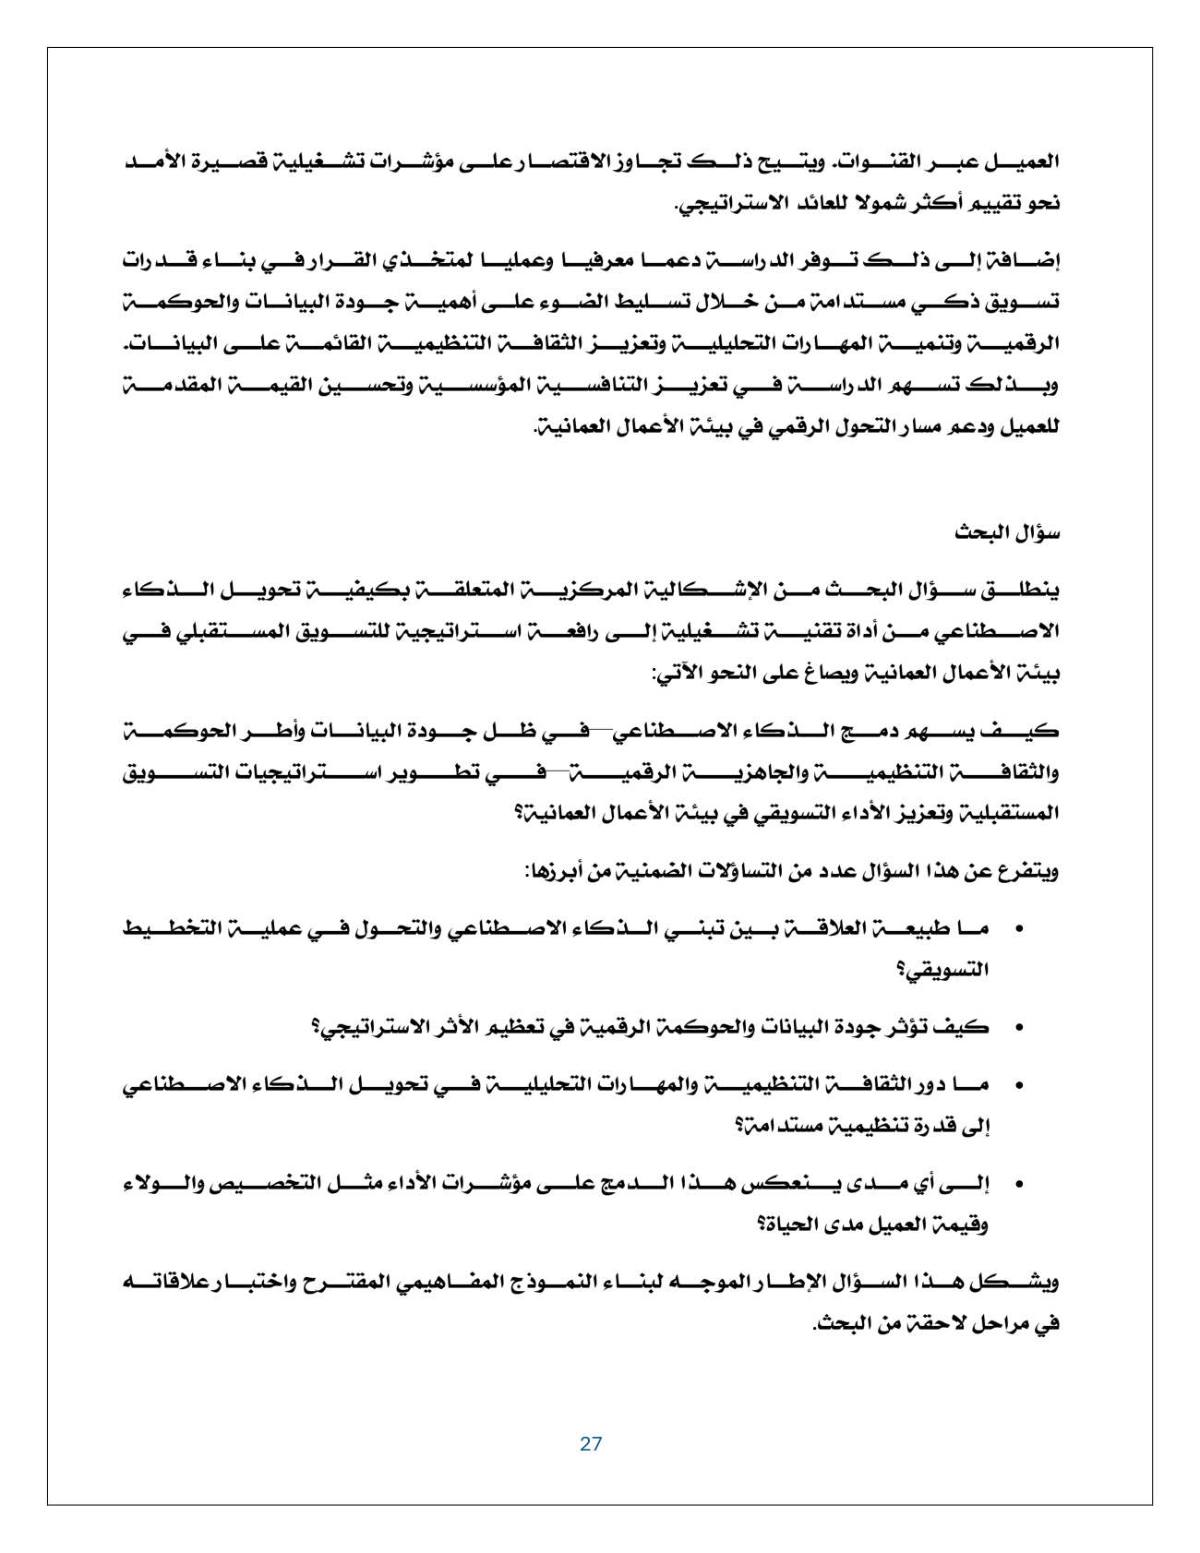 العميل عبر القنوات. ويتيح ذلك تجاوز الاقتصار على مؤشرات تشغيلية قصيرة الأمد
نحو تقييم أكثر شمولا للعائد الاستراتيجي.
إضافة إلى ذلك توفر الدراسة دعما معرفيا وعمليا لمتخذي القرار في بناء قدرات
تسويق ذكي مستدامة من خلال تسليط الضوء على أهمية جودة البيانات والحوكمة
الرقمية وتنمية المهارات التحليلية وتعزيز الثقافة التنظيمية القائمة على البيانات.
وبذلك تسهم الدراسة في تعزيز التنافسية المؤسسية وتحسين القيمة المقدمة
للعميل ودعم مسار التحول الرقمي في بيئة الأعمال العمانية.
سؤال البحث
ينطلق سؤال البحث من الإشكالية المركزية المتعلقة بكيفية تحويل الذكاء
الاصطناعي من أداة تقنية تشغيلية إلى رافعة استراتيجية للتسويق المستقبلي في
بيئة الأعمال العمانية ويصاغ على النحو الآتي:
كيف يسهم دمج الذكاء الاصطناعي—في ظل جودة البيانات وأطر الحوكمة
والثقافة التنظيمية والجاهزية الرقمية—في تطوير استراتيجيات التسويق
المستقبلية وتعزيز الأداء التسويقي في بيئة الأعمال العمانية؟
ويتفرع عن هذا السؤال عدد من التساؤلات الضمنية من أبرزها:
• ما طبيعة العلاقة بين تبني الذكاء الاصطناعي والتحول في عملية التخطيط
التسويقي؟
• كيف تؤثر جودة البيانات والحوكمة الرقمية في تعظيم الأثر الاستراتيجي؟
• ما دور الثقافة التنظيمية والمهارات التحليلية في تحويل الذكاء الاصطناعي
إلى قدرة تنظيمية مستدامة؟
• إلى أي مدى ينعكس هذا الدمج على مؤشرات الأداء مثل التخصيص والولاء
وقيمة العميل مدى الحياة؟
ويشكل هذا السؤال الإطار الموجه لبناء النموذج المفاهيمي المقترح واختبار علاقاته
في مراحل لاحقة من البحث.
27